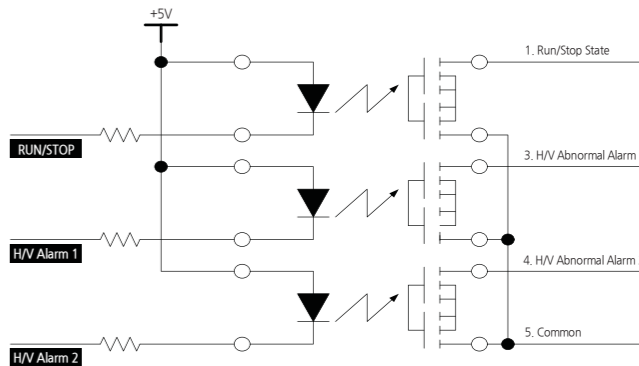 +5V
1. Run/Stop State
RUN/STOP
3. H/V Abnormal Alarm
H/V Alarm 1
4. H/V Abnormal Alarm
5. Common
H/V Alarm 2